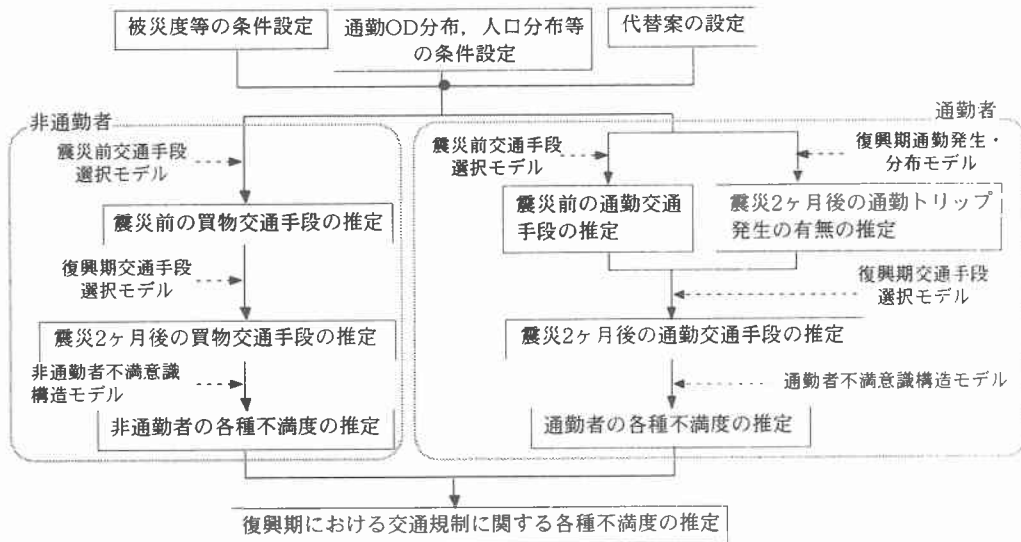 被災度等の条件設定
通勤OD分布，人口分布等
の条件設定
代替案の設定
非通勤者
震災前交通手段
選択モデル
震災前の買物交通手段の推定
復興期交通手段
選択モデル
震災2ヶ月後の買物交通手段の推定
非通勤者不満意識
構造モデル
非通勤者の各種不満度の推定
通勤者
震災前交通手段
選択モデル
復興期通勤発生・
分布モデル
震災前の通勤交通
手段の推定
震災2ヶ月後の通勤トリップ
発生の有無の推定
復興期交通手段
選択モデル
震災2ヶ月後の通勤交通手段の推定
通勤者不満意識構造モデル
通勤者の各種不満度の推定
復興期における交通規制に関する各種不満度の推定